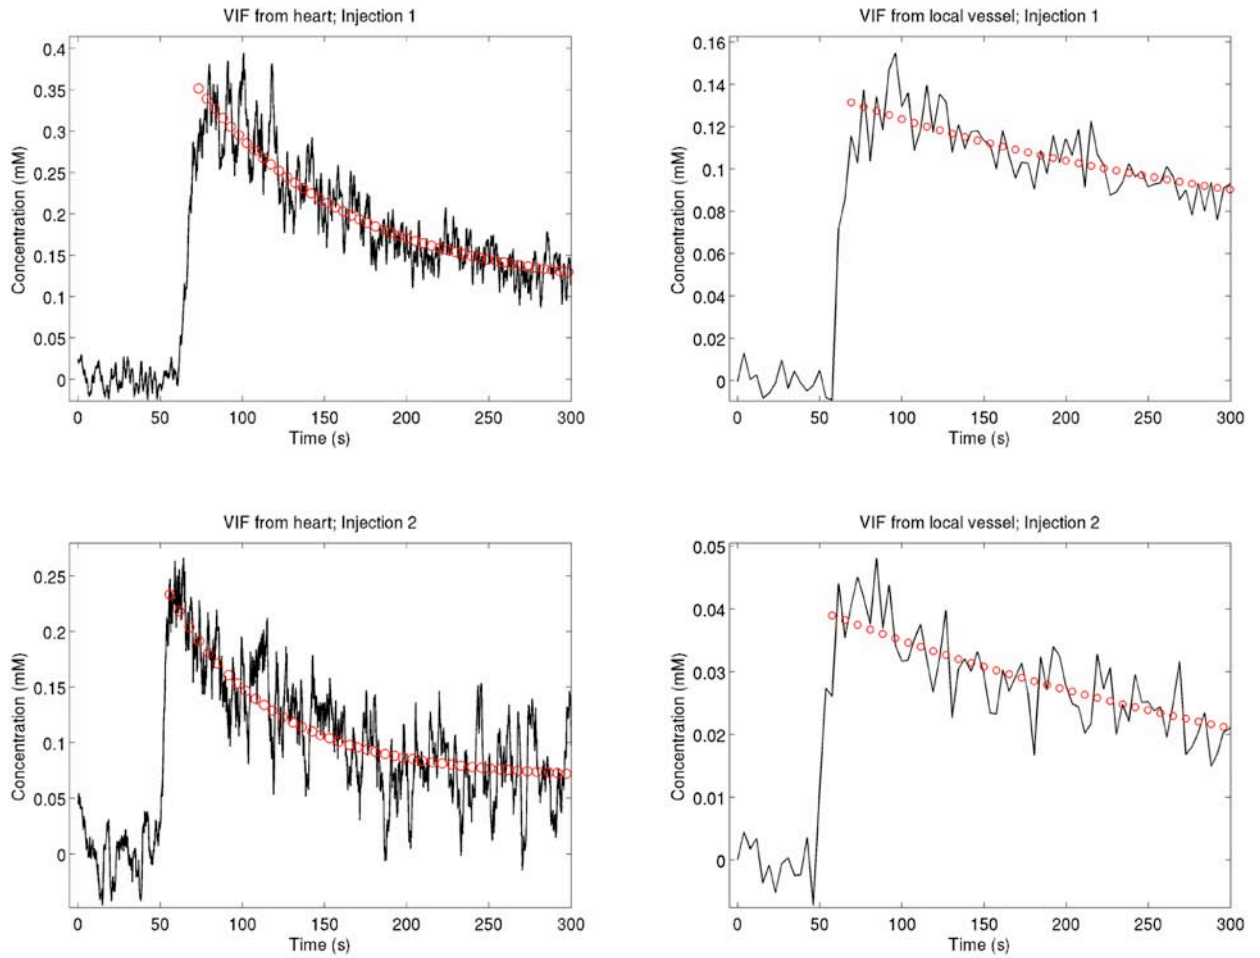 VIF from heart; Injection 1
0.4
0.35
0.3
0.25
0.2
0.15
0.1
0.05
0
Concentration (mM)
0 50 100 150 200 250 300
Time (s)
VIF from local vessel; Injection 1
0.16
0.14
0.12
0.1
0.08
0.06
0.04
0.02
0
Concentration (mM)
0 50 100 150 200 250 300
Time (s)
VIF from heart; Injection 2
0.25
0.2
0.15
0.1
0.05
0
Concentration (mM)
0 50 100 150 200 250 300
Time (s)
VIF from local vessel; Injection 2
0.05
0.04
0.03
0.02
0.01
0
Concentration (mM)
0 50 100 150 200 250 300
Time (s)